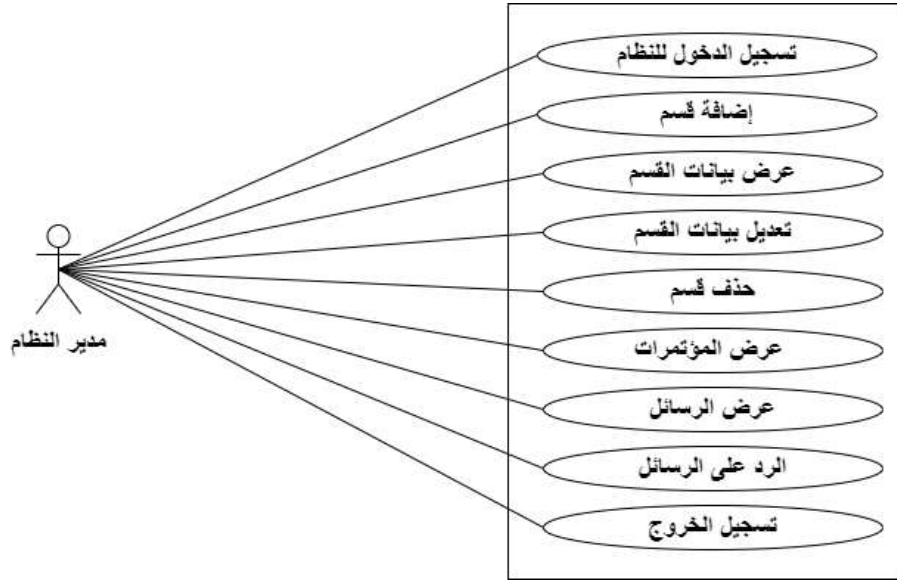 تسجيل الدخول للنظام
إضافة قسم
عرض بيانات القسم
تعديل بيانات القسم
حذف قسم
مدير النظام
عرض المؤتمرات
عرض الرسائل
الرد على الرسائل
تسجيل الخروج